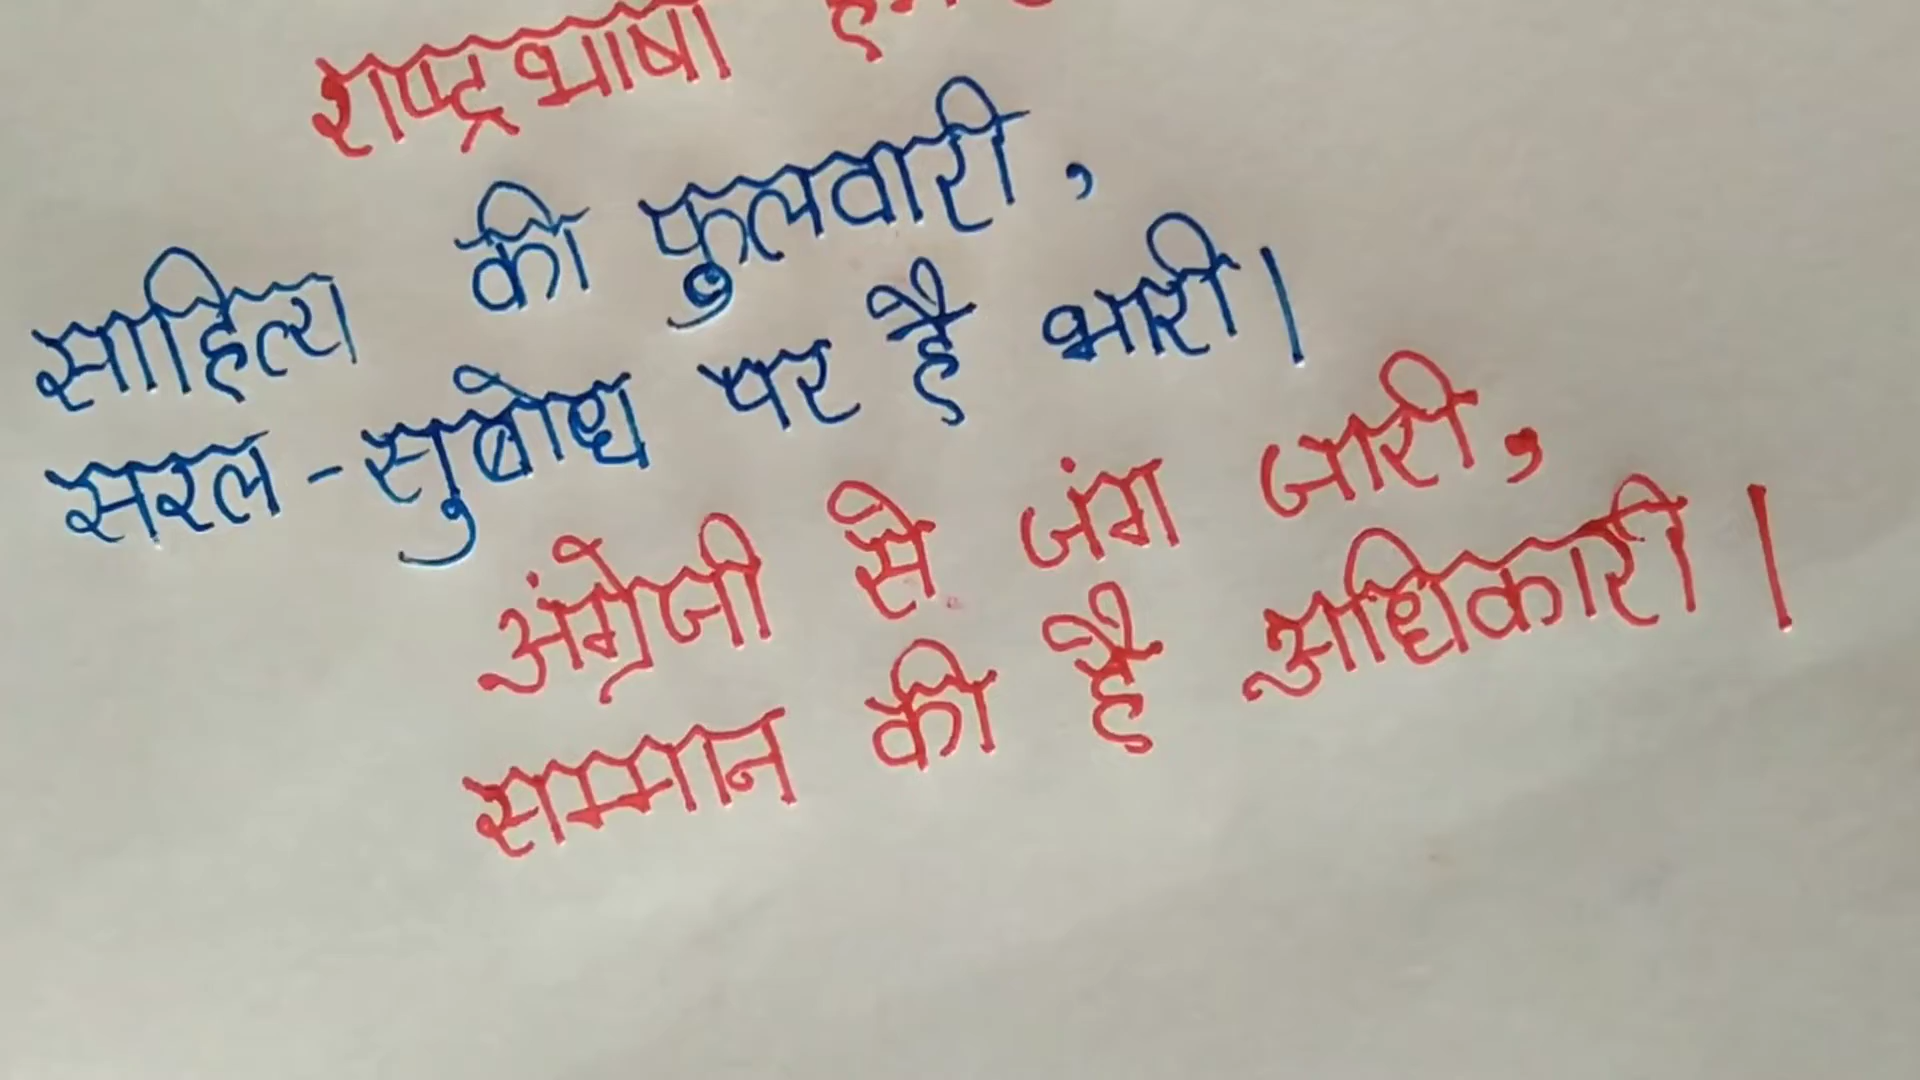 राष्ट्रभाषा
साहित्य की फुलवारी,
सरल-सुबोध पर है भारी।
अंग्रेजी से जंग जारी,
सम्मान की है अधिकारी।